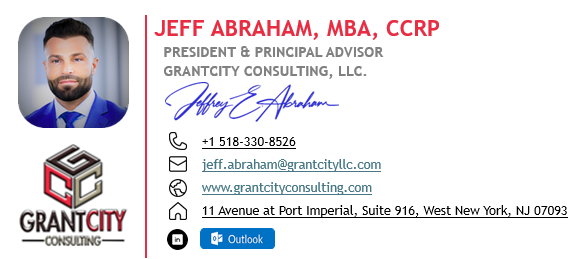 JEFF ABRAHAM, MBA, CCRP
PRESIDENT & PRINCIPAL ADVISOR
GRANTCITY CONSULTING, LLC.
Jeffrey E Abraham
+1 518-330-8526
jeff.abraham@grantcityllc.com
www.grantcityconsulting.com
11 Avenue at Port Imperial, Suite 916, West New York, NJ 07093
in
Outlook
GCC
GRANTCITY
CONSULTING